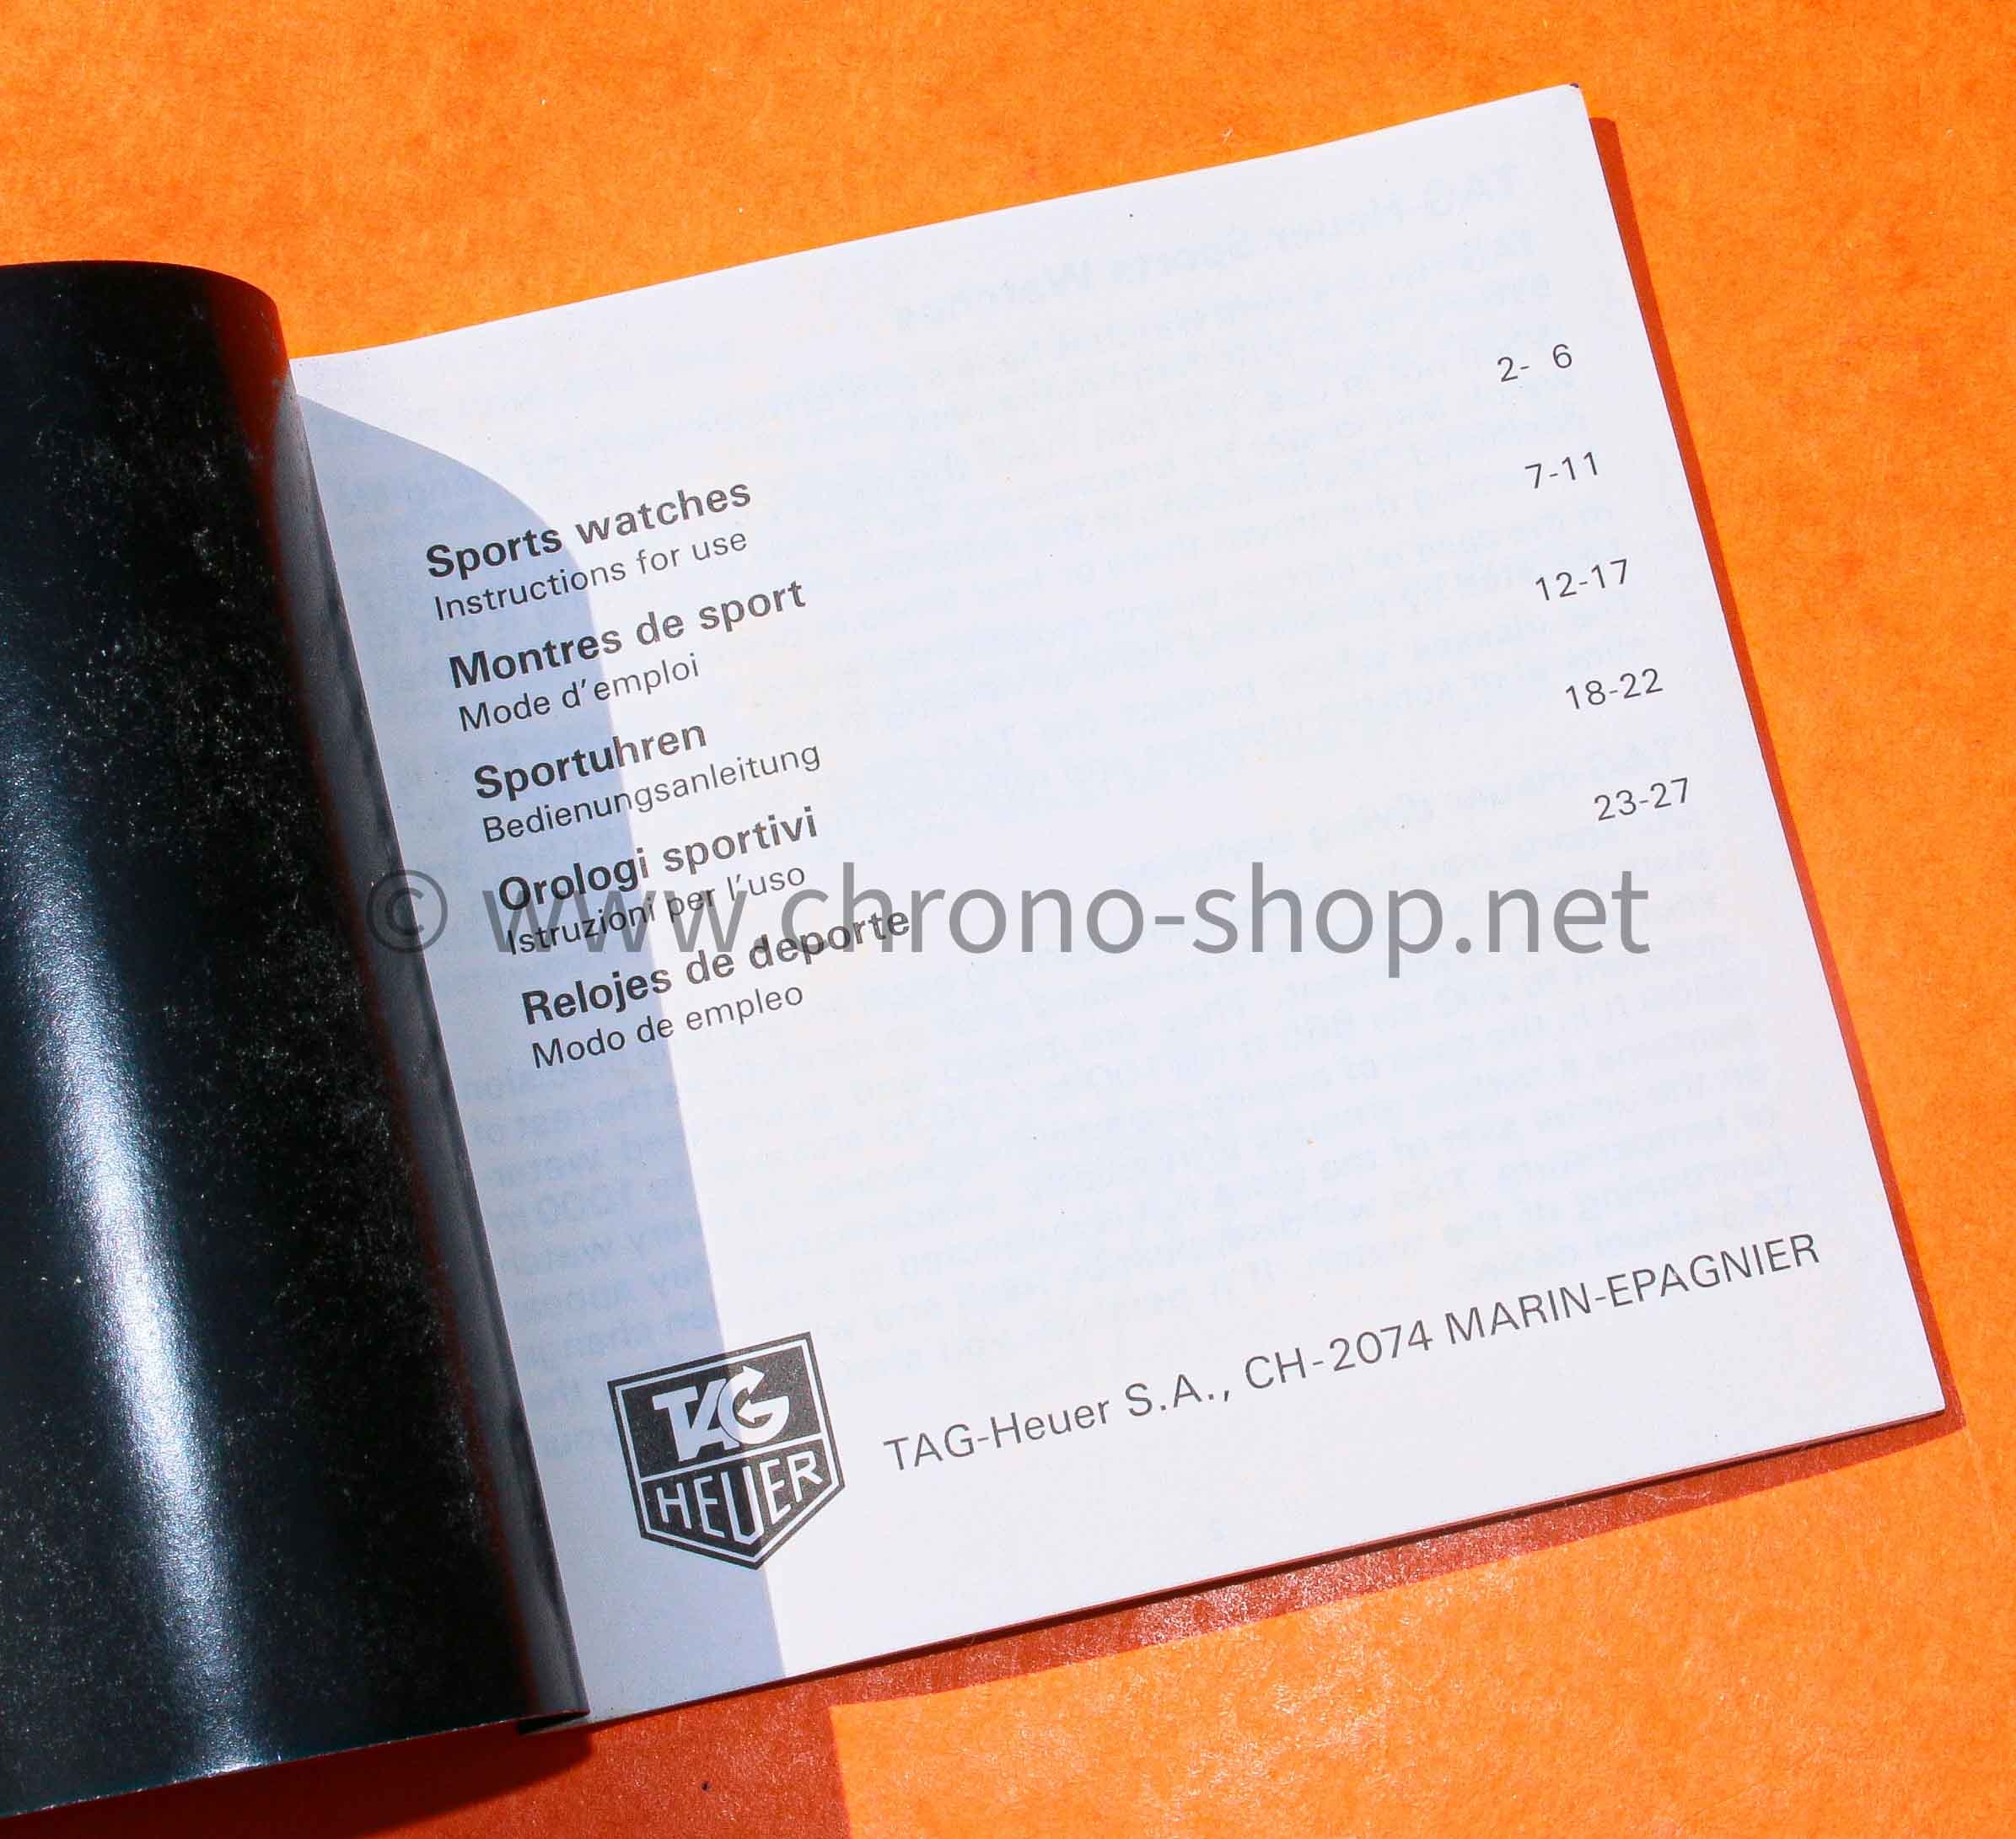 Sports watches 2- 6
Instructions for use
Montres de sport 7-11
Mode d'emploi
Sportuhren 12-17
Bedienungsanleitung
Orologi sportivi 18-22
Istruzioni per l'uso
Relojes de deporte 23-27
Modo de empleo
© www.chrono-shop.net
TAG
HEUER
TAG-Heuer S.A., CH-2074 MARIN-EPAGNIER